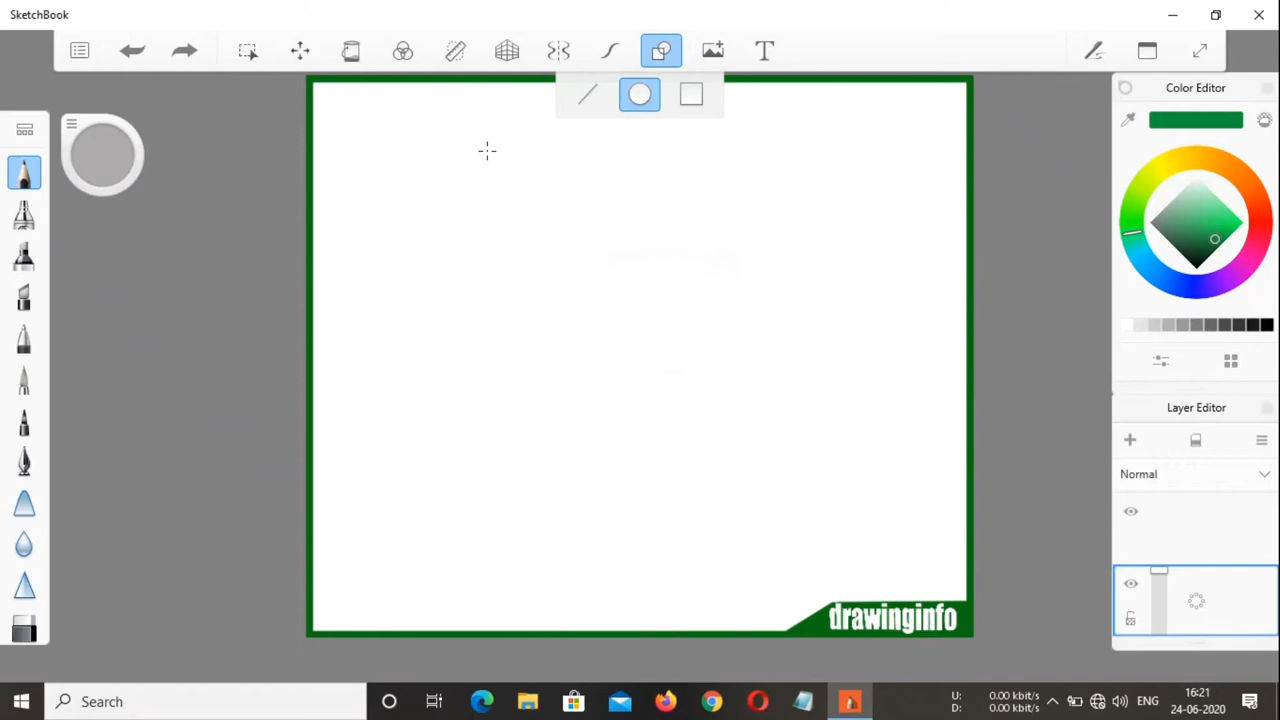 SketchBook
T
Color Editor
Layer Editor
Normal
drawinginfo
Search
U: 0.00 kbit/s
D: 0.00 kbit/s
ENG
16:21
24-06-2020